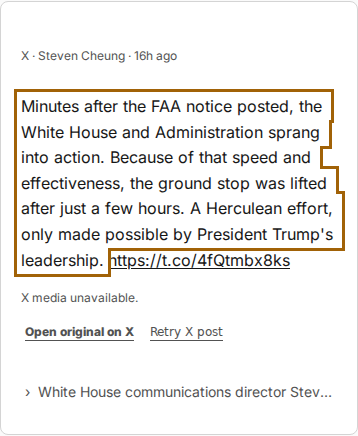 X · Steven Cheung · 16h ago
Minutes after the FAA notice posted, the
White House and Administration sprang
into action. Because of that speed and
effectiveness, the ground stop was lifted
after just a few hours. A Herculean effort,
only made possible by President Trump's
leadership. https://t.co/4fQtmbx8ks
X media unavailable.
Open original on X Retry X post
› White House communications director Stev...